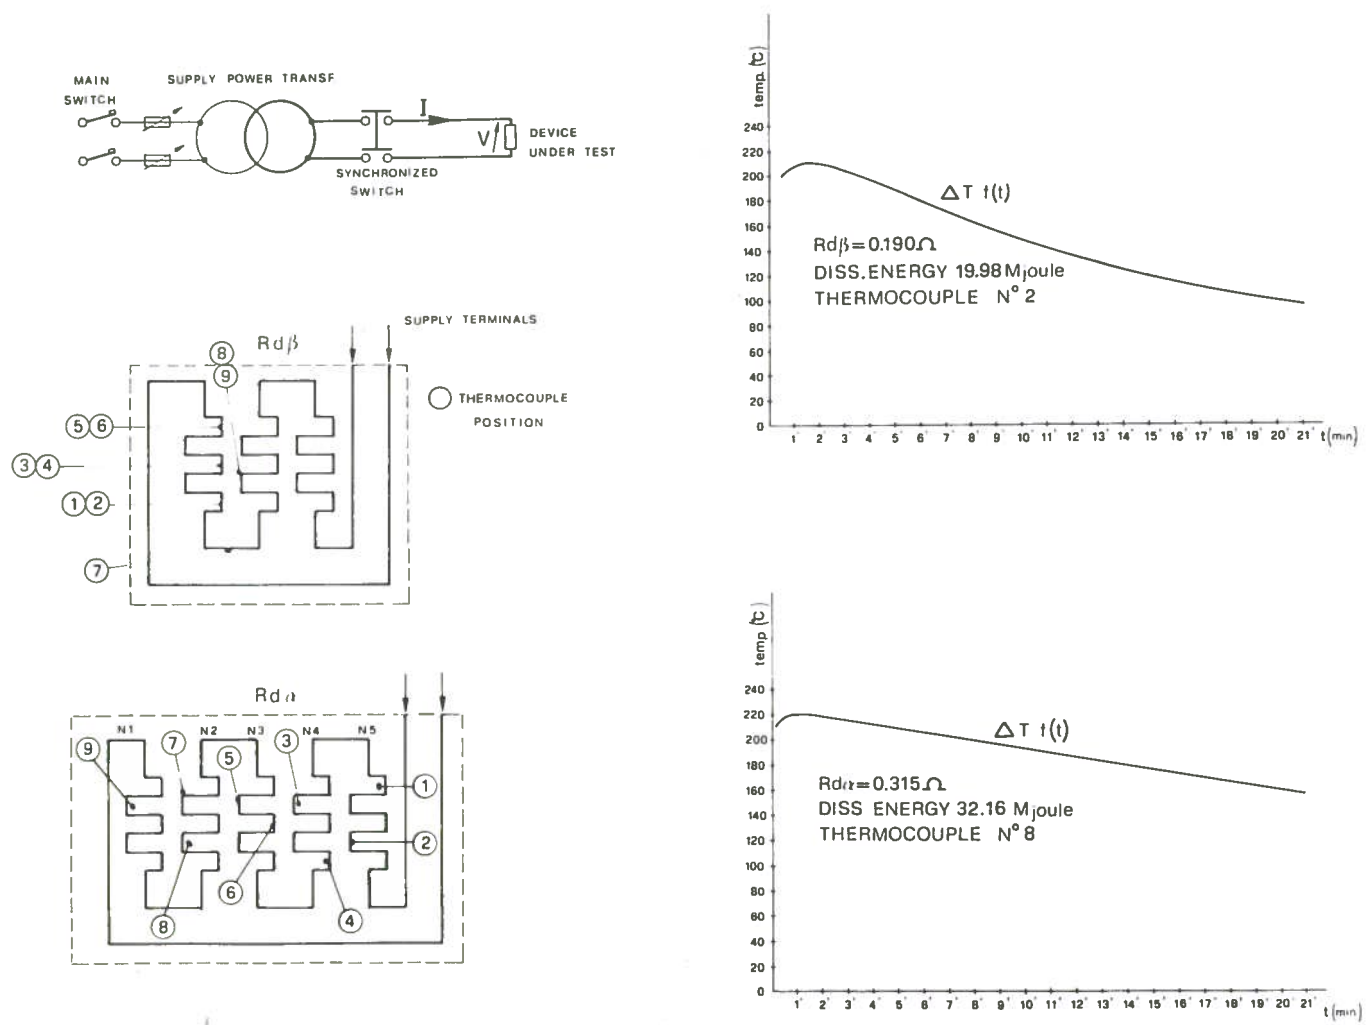 MAIN
SWITCH
SUPPLY POWER TRANSF
I
V
DEVICE
UNDER TEST
SYNCHRONIZED
SWITCH
SUPPLY TERMINALS
Rdβ
8
9
THERMOCOUPLE
POSITION
5 6
3 4
1 2
7
Rdα
N1 N2 N3 N4 N5
9
7
5
3
1
2
6
8
4
temp (°C)
240
220
200
180
160
140
120
100
80
60
40
20
0
ΔT f(t)
Rdβ=0.190Ω
DISS.ENERGY 19.98 Mjoule
THERMOCOUPLE N° 2
1' 2' 3' 4' 5' 6' 7' 8' 9' 10' 11' 12' 13' 14' 15' 16' 17' 18' 19' 20' 21' t(min)
temp (°C)
240
220
200
180
160
140
120
100
80
60
40
20
0
ΔT f(t)
Rdα=0.315Ω
DISS ENERGY 32.16 Mjoule
THERMOCOUPLE N° 8
1' 2' 3' 4' 5' 6' 7' 8' 9' 10' 11' 12' 13' 14' 15' 16' 17' 18' 19' 20' 21'
t(min)